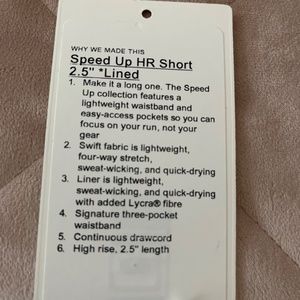 WHY WE MADE THIS
Speed Up HR Short
2.5" *Lined
1. Make it a long one. The Speed
Up collection features a
lightweight waistband and
easy-access pockets so you can
focus on your run, not your
gear
2. Swift fabric is lightweight,
four-way stretch,
sweat-wicking, and quick-drying
3. Liner is lightweight,
sweat-wicking, and quick-drying
with added Lycra® fibre
4. Signature three-pocket
waistband
5. Continuous drawcord
6. High rise, 2.5" length